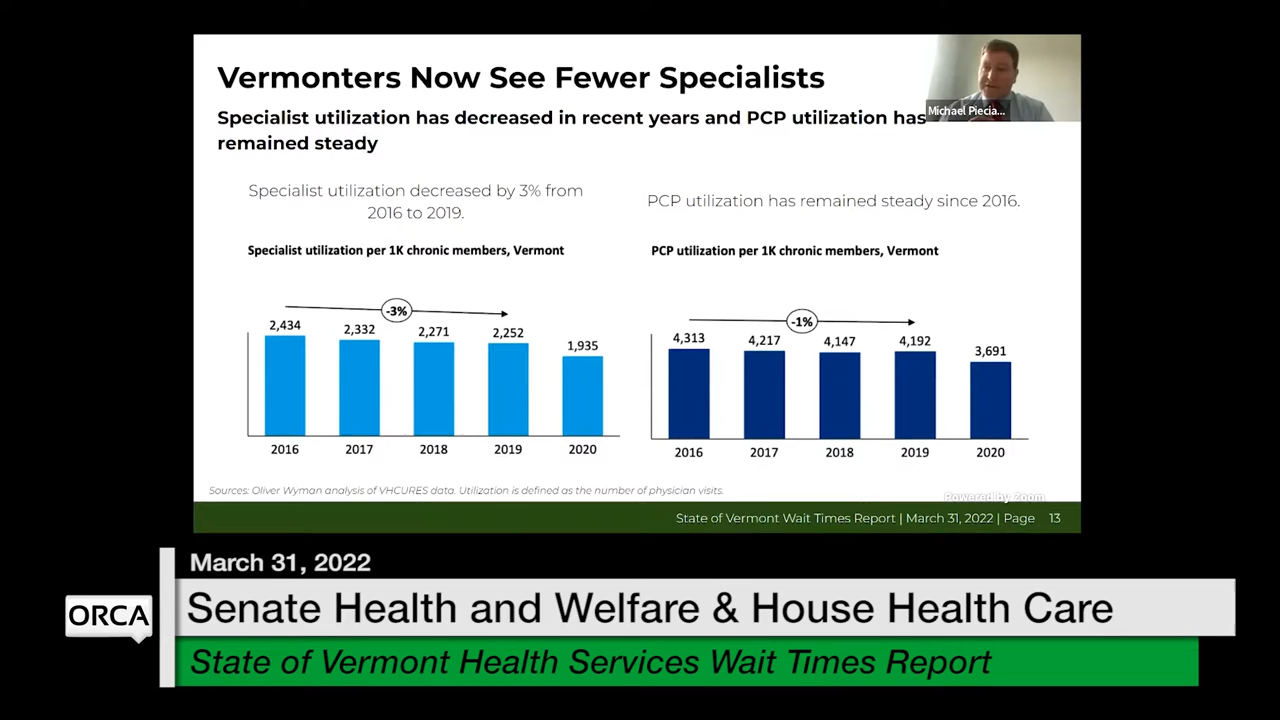 Vermonters Now See Fewer Specialists
Michael Piecia...
Specialist utilization has decreased in recent years and PCP utilization has
remained steady
Specialist utilization decreased by 3% from
2016 to 2019.
Specialist utilization per 1K chronic members, Vermont
-3%
2,434
2,332
2,271
2,252
1,935
2016
2017
2018
2019
2020
PCP utilization has remained steady since 2016.
PCP utilization per 1K chronic members, Vermont
-1%
4,313
4,217
4,147
4,192
3,691
2016
2017
2018
2019
2020
Sources: Oliver Wyman analysis of VHCURES data. Utilization is defined as the number of physician visits.
Powered by Zoom
State of Vermont Wait Times Report | March 31, 2022 | Page 13
March 31, 2022
ORCA
Senate Health and Welfare & House Health Care
State of Vermont Health Services Wait Times Report